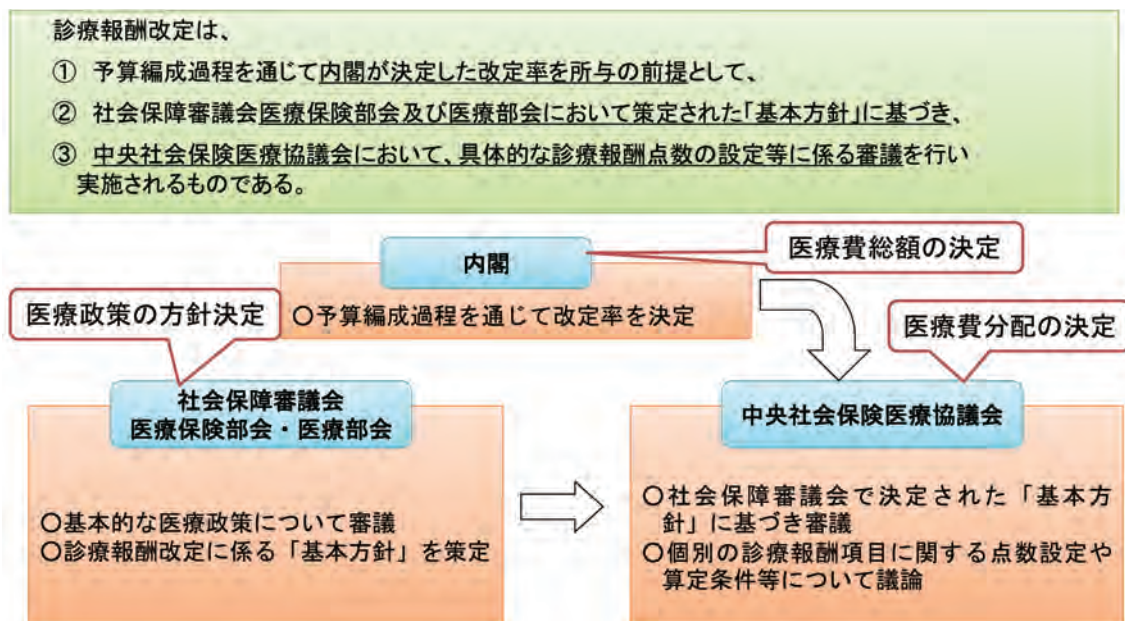 診療報酬改定は、
① 予算編成過程を通じて内閣が決定した改定率を所与の前提として、
② 社会保障審議会医療保険部会及び医療部会において策定された「基本方針」に基づき、
③ 中央社会保険医療協議会において、具体的な診療報酬点数の設定等に係る審議を行い
実施されるものである。
医療費総額の決定
内閣
医療政策の方針決定
○予算編成過程を通じて改定率を決定
医療費分配の決定
社会保障審議会
医療保険部会・医療部会
○基本的な医療政策について審議
○診療報酬改定に係る「基本方針」を策定
中央社会保険医療協議会
○社会保障審議会で決定された「基本方
針」に基づき審議
○個別の診療報酬項目に関する点数設定や
算定条件等について議論